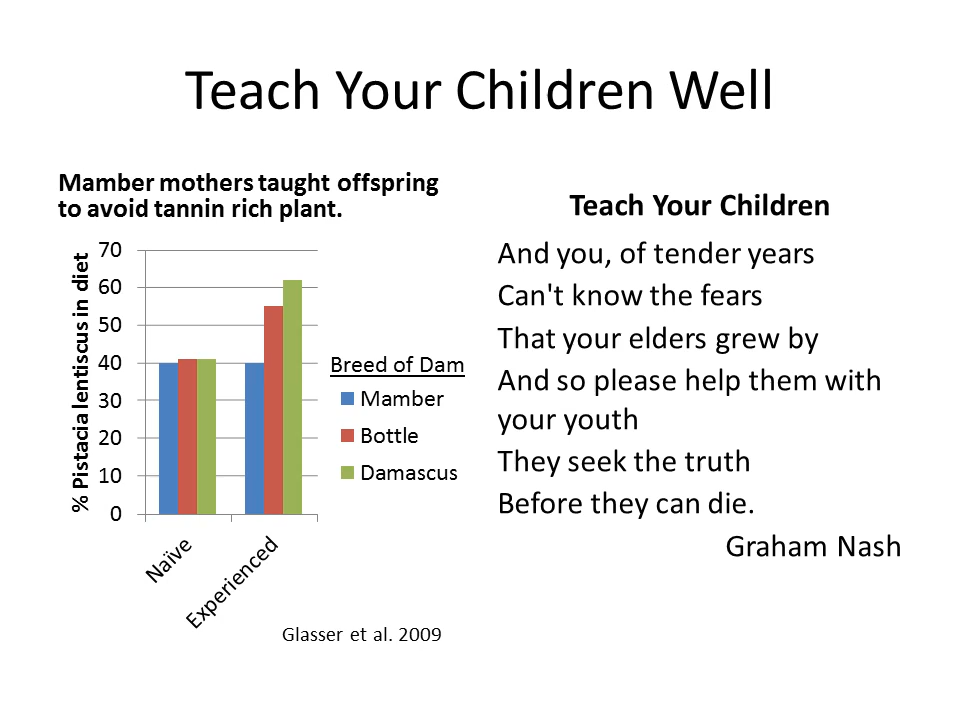 Teach Your Children Well
Mamber mothers taught offspring
to avoid tannin rich plant.
% Pistacia lentiscus in diet
70
60
50
40
30
20
10
0
Naïve
Experienced
Breed of Dam
Mamber
Bottle
Damascus
Glasser et al. 2009
Teach Your Children
And you, of tender years
Can't know the fears
That your elders grew by
And so please help them with
your youth
They seek the truth
Before they can die.
Graham Nash